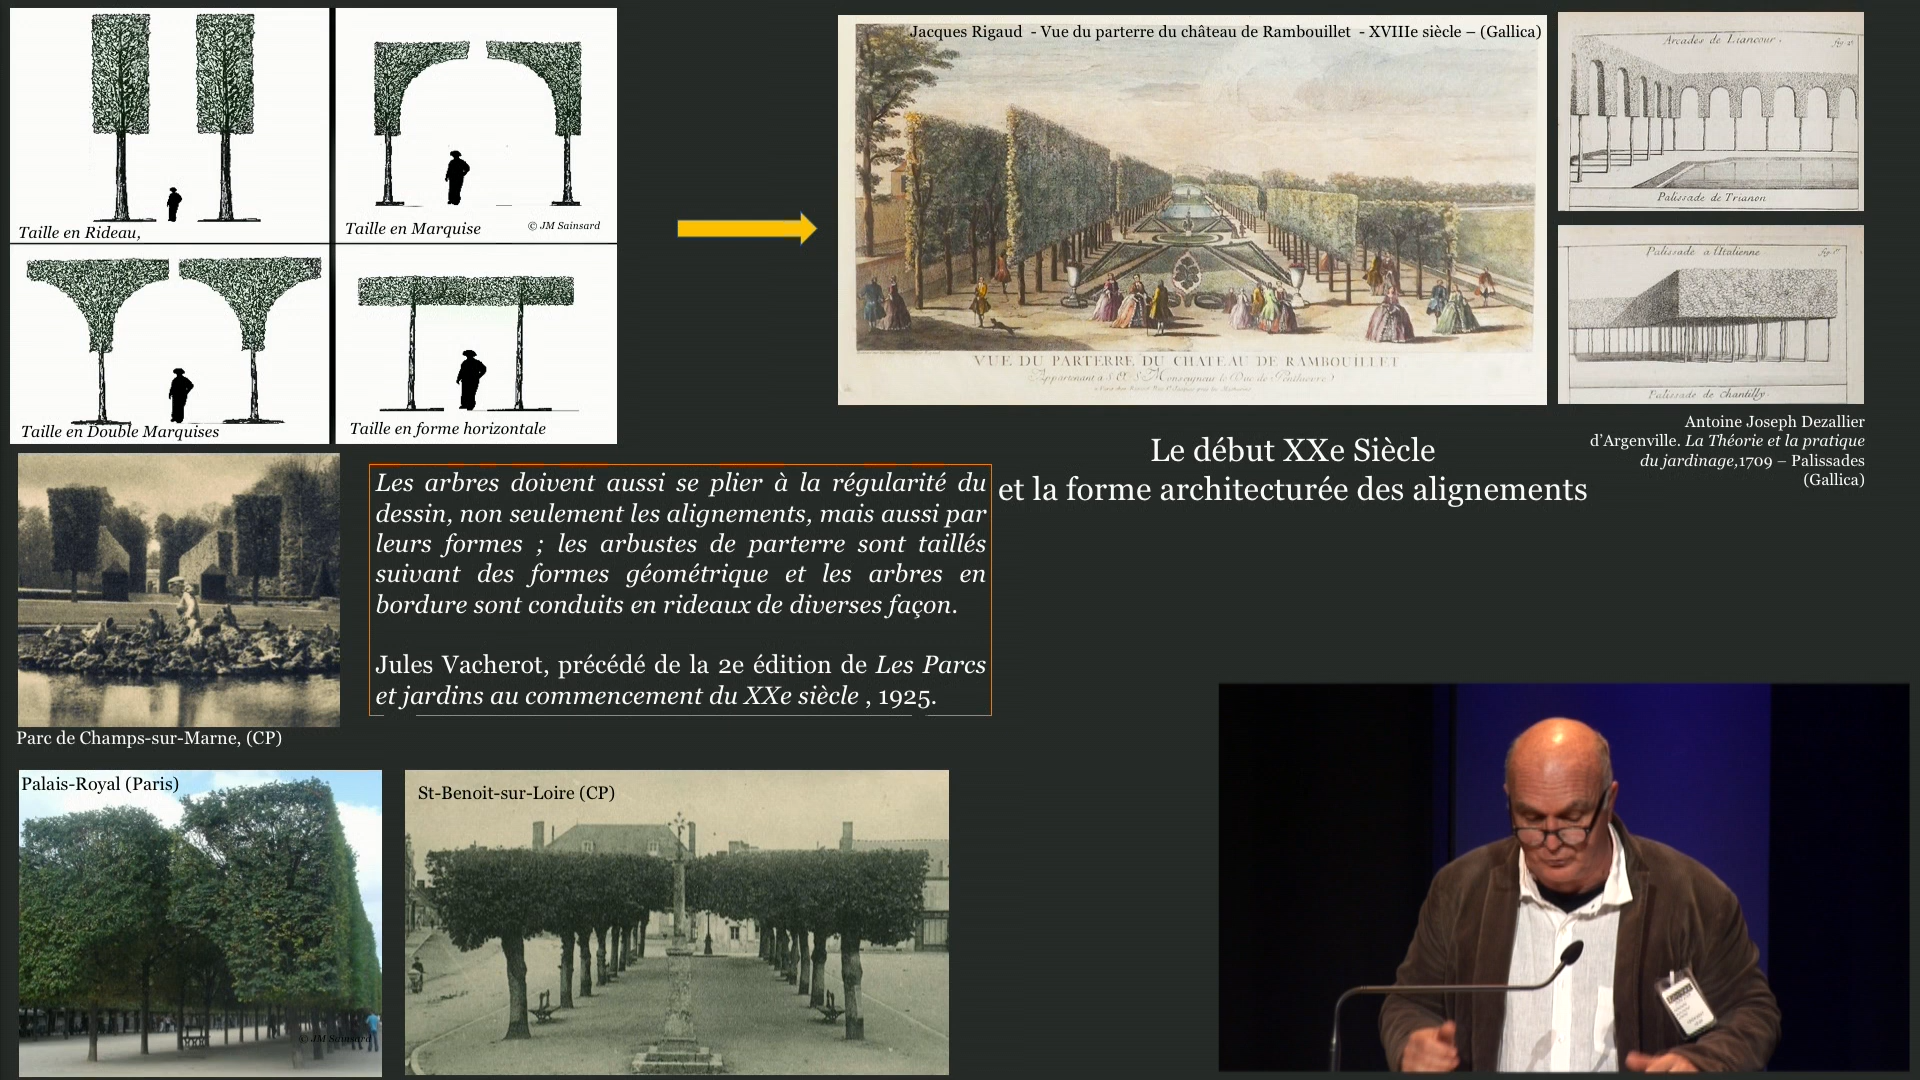 Taille en Rideau,
Taille en Marquise
© JM Sainsard
Taille en Double Marquises
Taille en forme horizontale
Jacques Rigaud - Vue du parterre du château de Rambouillet - XVIIIe siècle – (Gallica)
VUE DU PARTERRE DU CHATEAU DE RAMBOUILLET
Arcades de Liancour.
Palissade de Trianon
Palissade a l'Italienne
Palissade de Chantilly.
Antoine Joseph Dezallier
d'Argenville. La Théorie et la pratique
du jardinage,1709 – Palissades
(Gallica)
Le début XXe Siècle
et la forme architecturée des alignements
Les arbres doivent aussi se plier à la régularité du
dessin, non seulement les alignements, mais aussi par
leurs formes ; les arbustes de parterre sont taillés
suivant des formes géométrique et les arbres en
bordure sont conduits en rideaux de diverses façon.
Jules Vacherot, précédé de la 2e édition de Les Parcs
et jardins au commencement du XXe siècle , 1925.
Parc de Champs-sur-Marne, (CP)
Palais-Royal (Paris)
© JM Sainsard
St-Benoit-sur-Loire (CP)